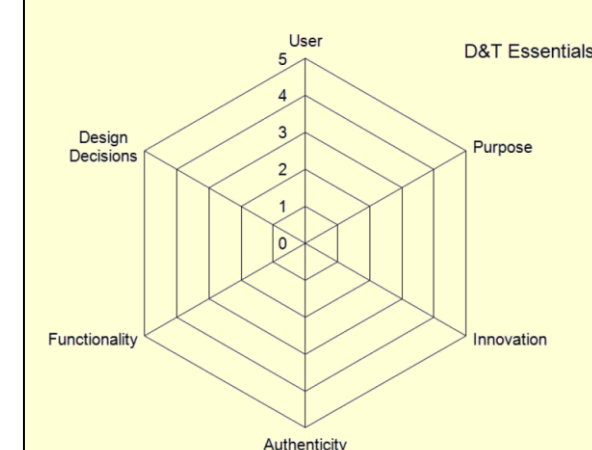 User
D&T Essentials
5
4
3
2
1
0
Design
Decisions
Purpose
Functionality
Innovation
Authenticity